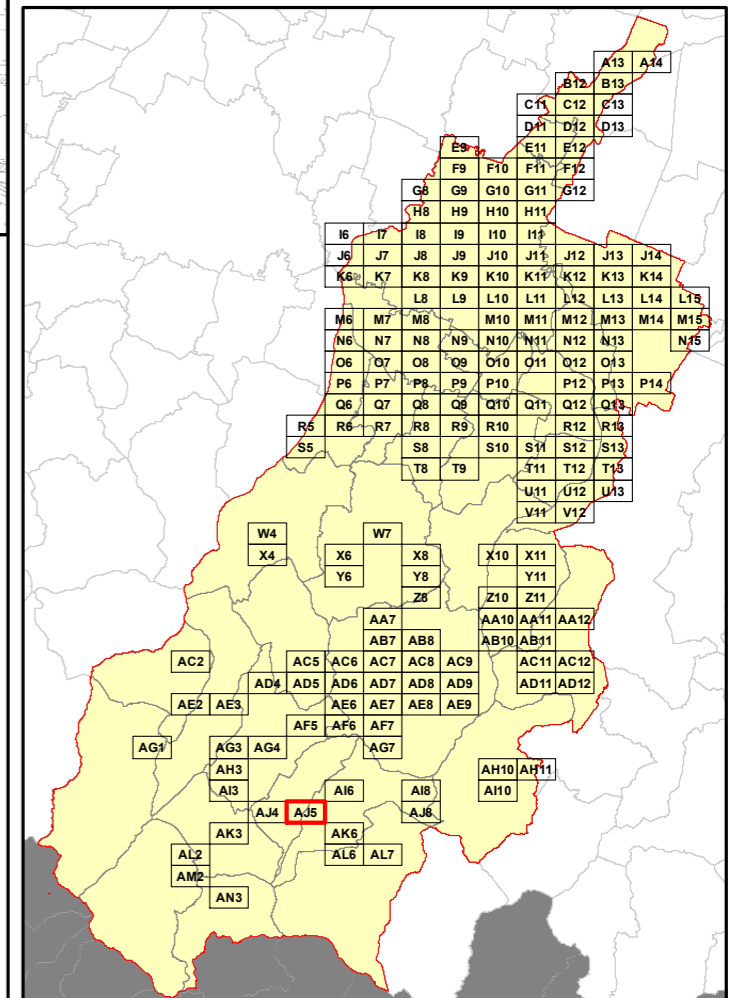 A13 A14
B12 B13
C11 C12 C13
D11 D12 D13
E9 E11 E12
F9 F10 F11 F12
G8 G9 G10 G11 G12
H8 H9 H10 H11
I6 I7 I8 I9 I10 I11
J6 J7 J8 J9 J10 J11 J12 J13 J14
K6 K7 K8 K9 K10 K11 K12 K13 K14
L8 L9 L10 L11 L12 L13 L14 L15
M6 M7 M8 M10 M11 M12 M13 M14 M15
N6 N7 N8 N9 N10 N11 N12 N13 N15
O6 O7 O8 O9 O10 O11 O12 O13
P6 P7 P8 P9 P10 P12 P13 P14
Q6 Q7 Q8 Q9 Q10 Q11 Q12 Q13
R5 R6 R7 R8 R9 R10 R12 R13
S5 S8 S10 S11 S12 S13
T8 T9 T11 T12 T13
U11 U12 U13
V11 V12
W4 W7
X4 X6 X8 X10 X11
Y6 Y8 Y11
Z8 Z10 Z11
AA7 AA10 AA11 AA12
AB7 AB8 AB10 AB11
AC2 AC5 AC6 AC7 AC8 AC9 AC11 AC12
AD4 AD5 AD6 AD7 AD8 AD9 AD11 AD12
AE2 AE3 AE6 AE7 AE8 AE9
AF5 AF6 AF7
AG1 AG3 AG4 AG7
AH3 AH10 AH11
AI3 AI6 AI8 AI10
AJ4 AJ5 AJ8
AK3 AK6
AL2 AL6 AL7
AM2
AN3